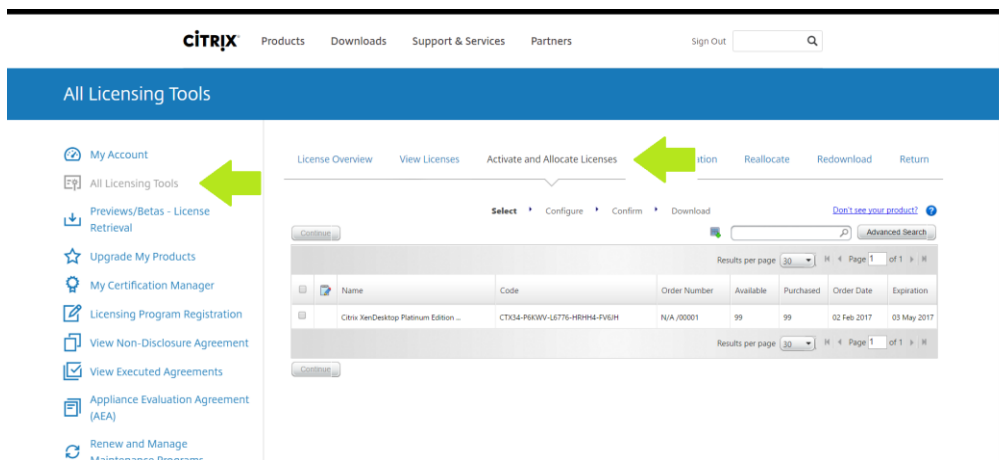 CİTRIX Products Downloads Support & Services Partners Sign Out
All Licensing Tools
My Account
All Licensing Tools
Previews/Betas - License
Retrieval
Upgrade My Products
My Certification Manager
Licensing Program Registration
View Non-Disclosure Agreement
View Executed Agreements
Appliance Evaluation Agreement
(AEA)
Renew and Manage
License Overview View Licenses Activate and Allocate Licenses Reallocate Redownload Return
Select Configure Confirm Download Don't see your product? ?
Continue Advanced Search
Results per page 30 Page 1 of 1
Name Code Order Number Available Purchased Order Date Expiration
Citrix XenDesktop Platinum Edition ... CTX34-P6KWV-L6776-HRHH4-FV6/H N/A /00001 99 99 02 Feb 2017 03 May 2017
Results per page 30 Page 1 of 1
Continue